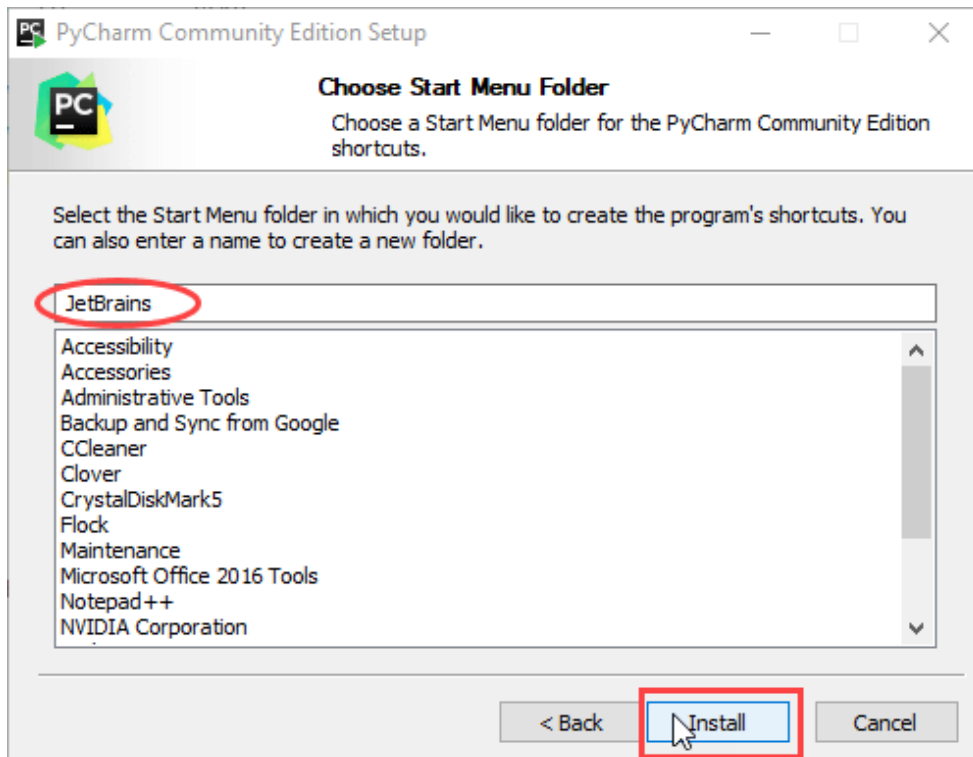 PC PyCharm Community Edition Setup
PC
Choose Start Menu Folder
Choose a Start Menu folder for the PyCharm Community Edition
shortcuts.
Select the Start Menu folder in which you would like to create the program's shortcuts. You
can also enter a name to create a new folder.
JetBrains
Accessibility
Accessories
Administrative Tools
Backup and Sync from Google
CCleaner
Clover
CrystalDiskMark5
Flock
Maintenance
Microsoft Office 2016 Tools
Notepad++
NVIDIA Corporation
< Back Install Cancel